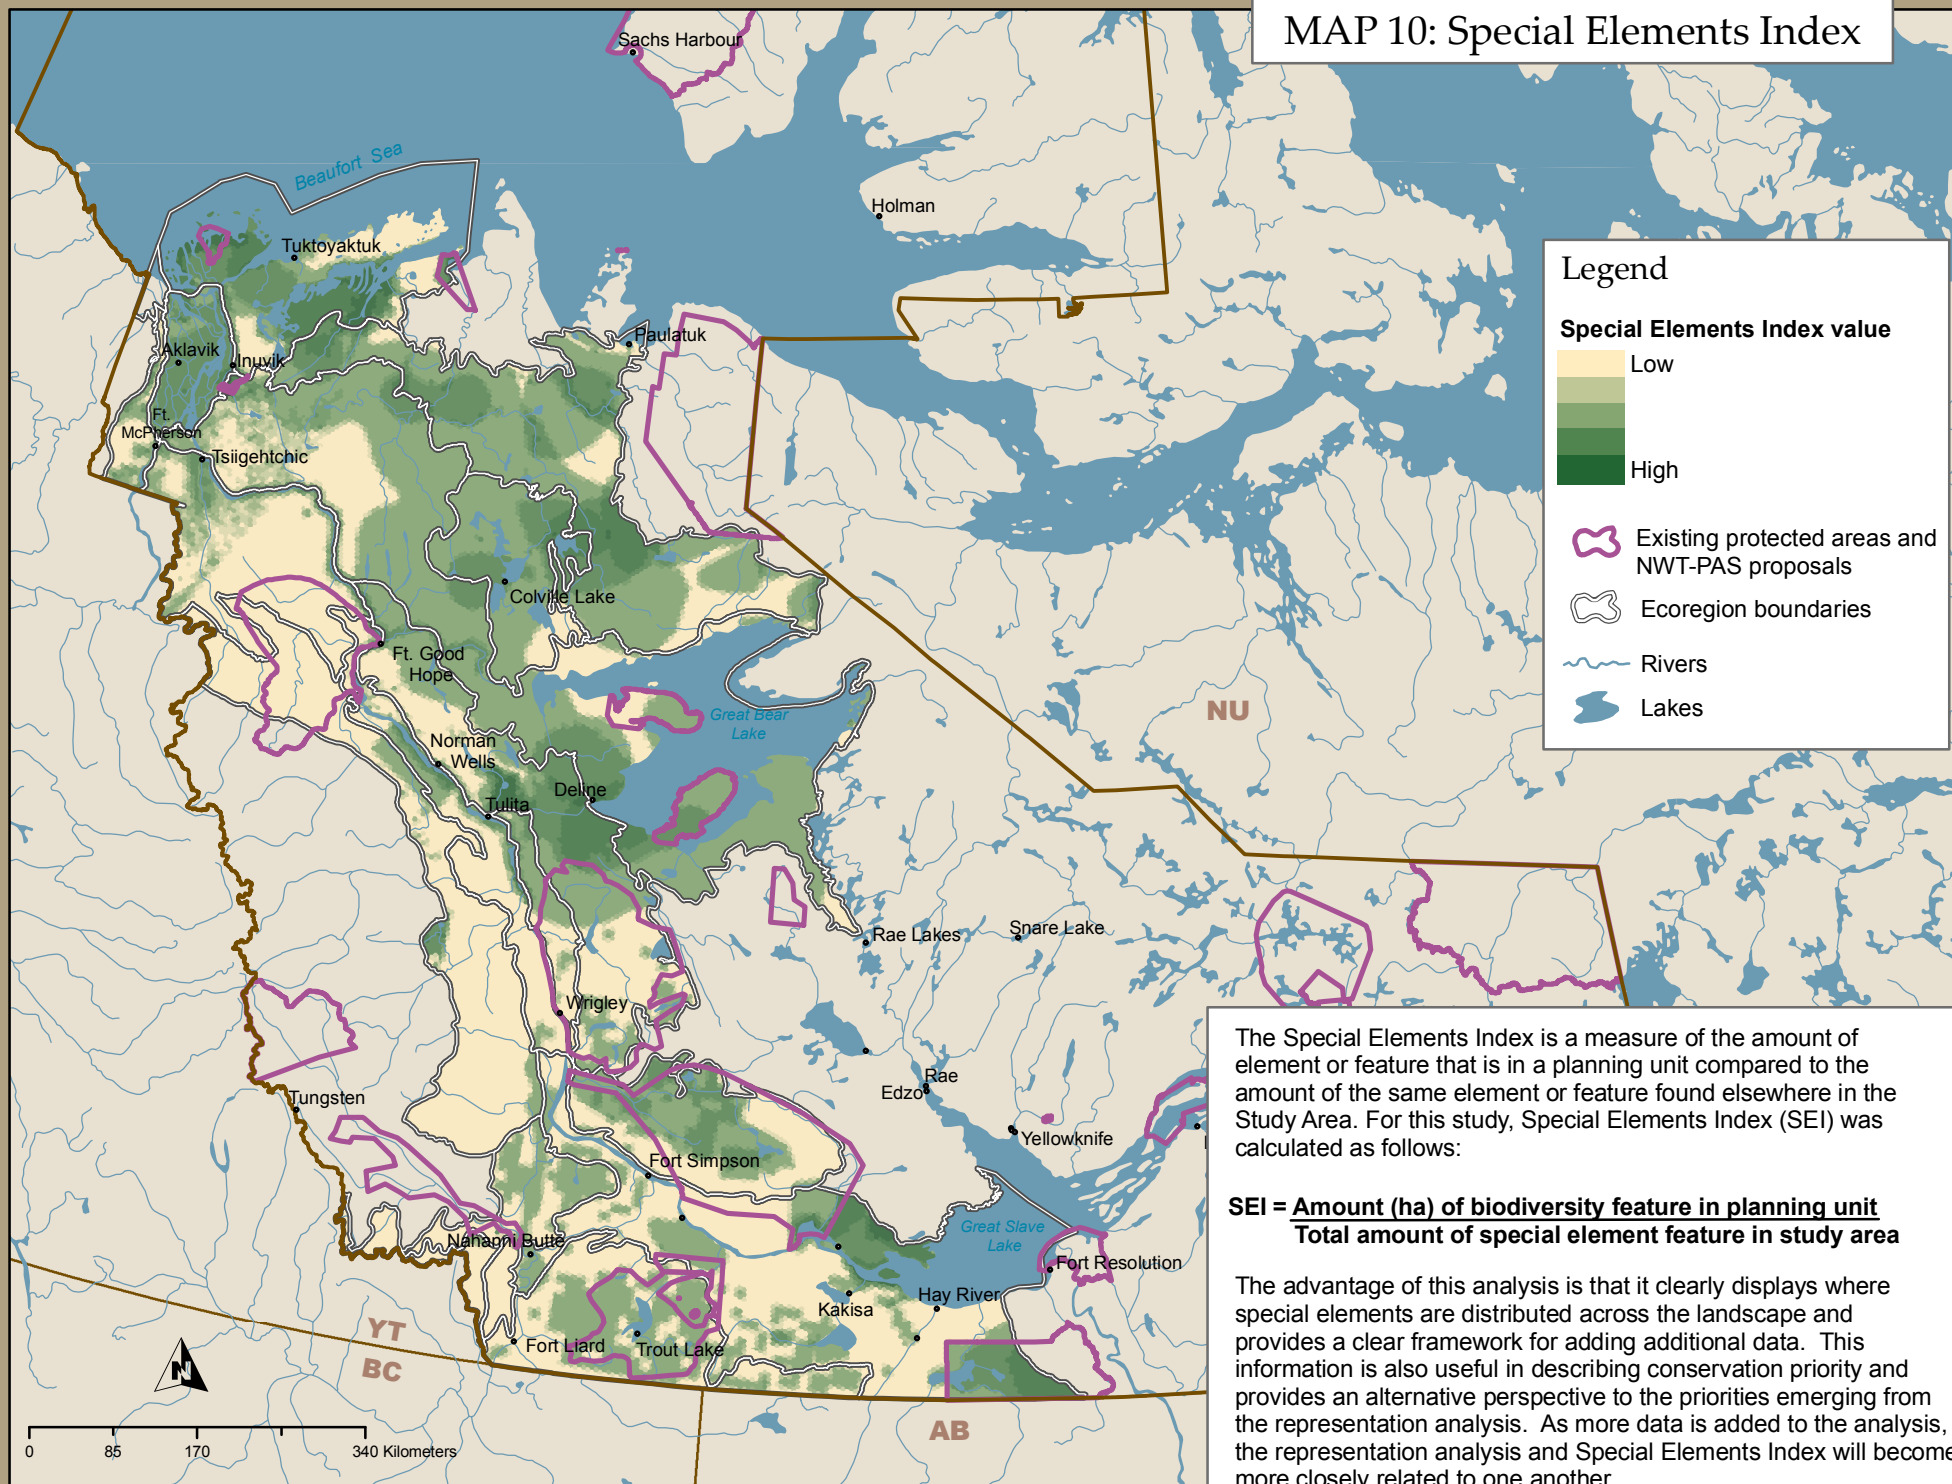 MAP 10: Special Elements Index
Sachs Harbour
Beaufort Sea
Holman
Tuktoyaktuk
Paulatuk
Aklavik
Inuvik
Ft.
McPherson
Tsiigehtchic
Colville Lake
Ft. Good
Hope
Great Bear
Lake
Norman
Wells
Deline
Tulita
NU
Rae Lakes
Snare Lake
Wrigley
Rae
Edzo
Tungsten
Yellowknife
Fort Simpson
Great Slave
Lake
Nahanni Butte
Fort Resolution
Hay River
Kakisa
Fort Liard
Trout Lake
YT
BC
AB
N
0 85 170 340 Kilometers
Legend
Special Elements Index value
Low
High
Existing protected areas and
NWT-PAS proposals
Ecoregion boundaries
Rivers
Lakes
The Special Elements Index is a measure of the amount of
element or feature that is in a planning unit compared to the
amount of the same element or feature found elsewhere in the
Study Area. For this study, Special Elements Index (SEI) was
calculated as follows:
SEI = Amount (ha) of biodiversity feature in planning unit
Total amount of special element feature in study area
The advantage of this analysis is that it clearly displays where
special elements are distributed across the landscape and
provides a clear framework for adding additional data. This
information is also useful in describing conservation priority and
provides an alternative perspective to the priorities emerging from
the representation analysis. As more data is added to the analysis,
the representation analysis and Special Elements Index will become
more closely related to one another.